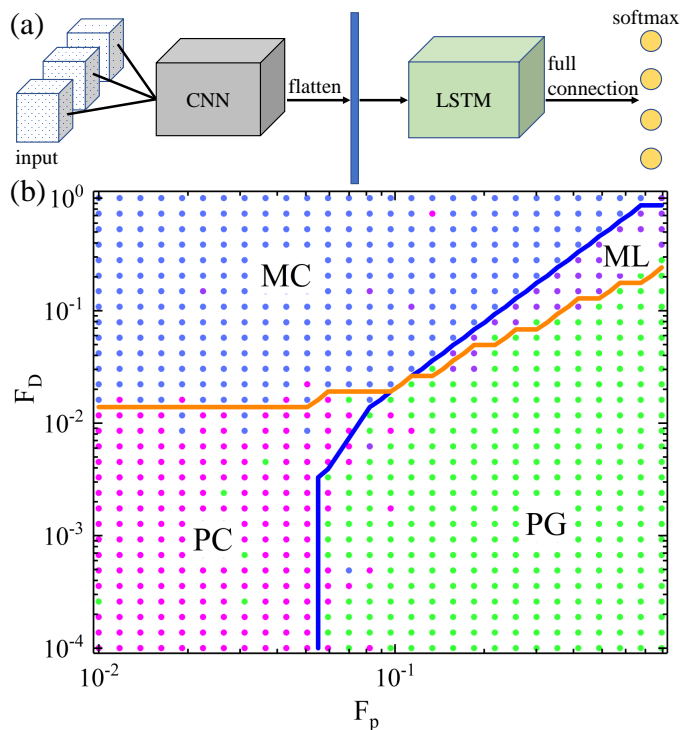 (a)
softmax
CNN
flatten
LSTM
full
connection
input
(b)
10^0
MC
ML
10^-1
F_D
10^-2
PC
PG
10^-3
10^-4
10^-2
10^-1
F_p